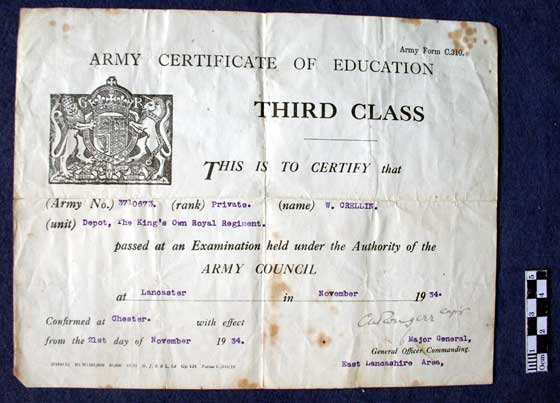 Army Form C.310.
ARMY CERTIFICATE OF EDUCATION
G R
THIRD CLASS
THIS IS TO CERTIFY that
(Army No.) 3710673. (rank) Private. (name) W. CRELLIN.
(unit) Depot, The King's Own Royal Regiment.
passed at an Examination held under the Authority of the
ARMY COUNCIL
at Lancaster in November 1934.
Confirmed at Chester. with effect
from the 21st day of November 1934.
Capt
Major General,
General Officer Commanding.
East Lancashire Area,